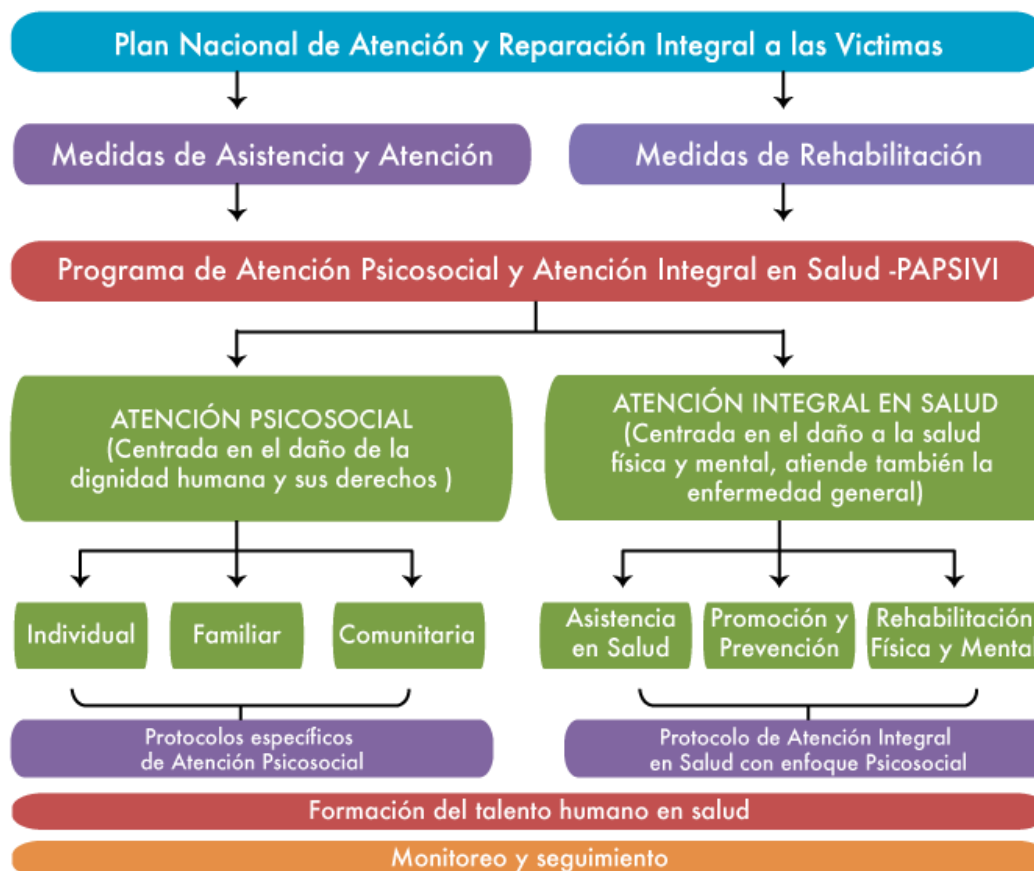 Plan Nacional de Atención y Reparación Integral a las Victimas
Medidas de Asistencia y Atención
Medidas de Rehabilitación
Programa de Atención Psicosocial y Atención Integral en Salud -PAPSIVI
ATENCIÓN PSICOSOCIAL
(Centrada en el daño de la
dignidad humana y sus derechos )
ATENCIÓN INTEGRAL EN SALUD
(Centrada en el daño a la salud
física y mental, atiende también la
enfermedad general)
Individual
Familiar
Comunitaria
Asistencia
en Salud
Promoción y
Prevención
Rehabilitación
Física y Mental
Protocolos específicos
de Atención Psicosocial
Protocolo de Atención Integral
en Salud con enfoque Psicosocial
Formación del talento humano en salud
Monitoreo y seguimiento